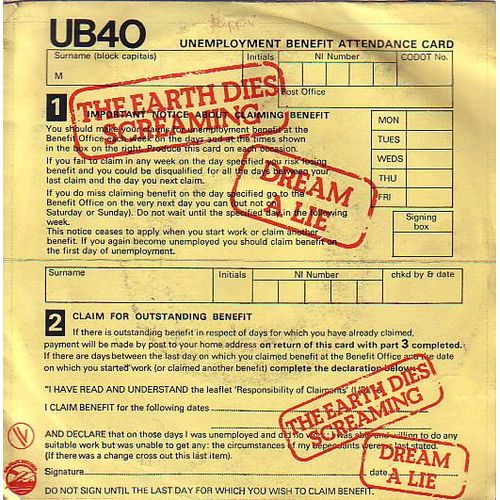 UB40
UNEMPLOYMENT BENEFIT ATTENDANCE CARD
Surname (block capitals) Initials NI Number CODOT No.
M
Post Office
THE EARTH DIES
SCREAMING
1 IMPORTANT NOTICE ABOUT CLAIMING BENEFIT
You should make your claim for unemployment benefit at the
Benefit Office each week on the days and at the times shown
in the box on the right. Produce this card on each occasion.
If you fail to claim in any week on the day specified you risk losing
benefit and you could be disqualified for all the days between your
last claim and the day you next claim.
If you do miss claiming benefit on the day specified go to the
Benefit Office on the very next day you can (but not on
Saturday or Sunday). Do not wait until the specified day in the following
week.
This notice ceases to apply when you start work or claim another
benefit. If you again become unemployed you should claim benefit on
the first day of unemployment.
MON
TUES
WEDS
THU
FRI
Signing
box
DREAM
A LIE
Surname Initials NI Number chkd by & date
2 CLAIM FOR OUTSTANDING BENEFIT
If there is outstanding benefit in respect of days for which you have already claimed,
payment will be made by post to your home address on return of this card with part 3 completed.
If there are days between the last day on which you claimed benefit at the Benefit Office and the date
on which you started work (or claimed another benefit) complete the declaration below:
"I HAVE READ AND UNDERSTAND the leaflet 'Responsibility of Claimants'
I CLAIM BENEFIT for the following dates
THE EARTH DIES
SCREAMING
AND DECLARE that on those days I was unemployed and did no work. I was able and willing to do any
suitable work but was unable to get any: the circumstances of my dependants were as last stated.
(If there was a change cross out this last item).
Signature date
DREAM
A LIE
DO NOT SIGN UNTIL THE LAST DAY FOR WHICH YOU WISH TO CLAIM BENEFIT